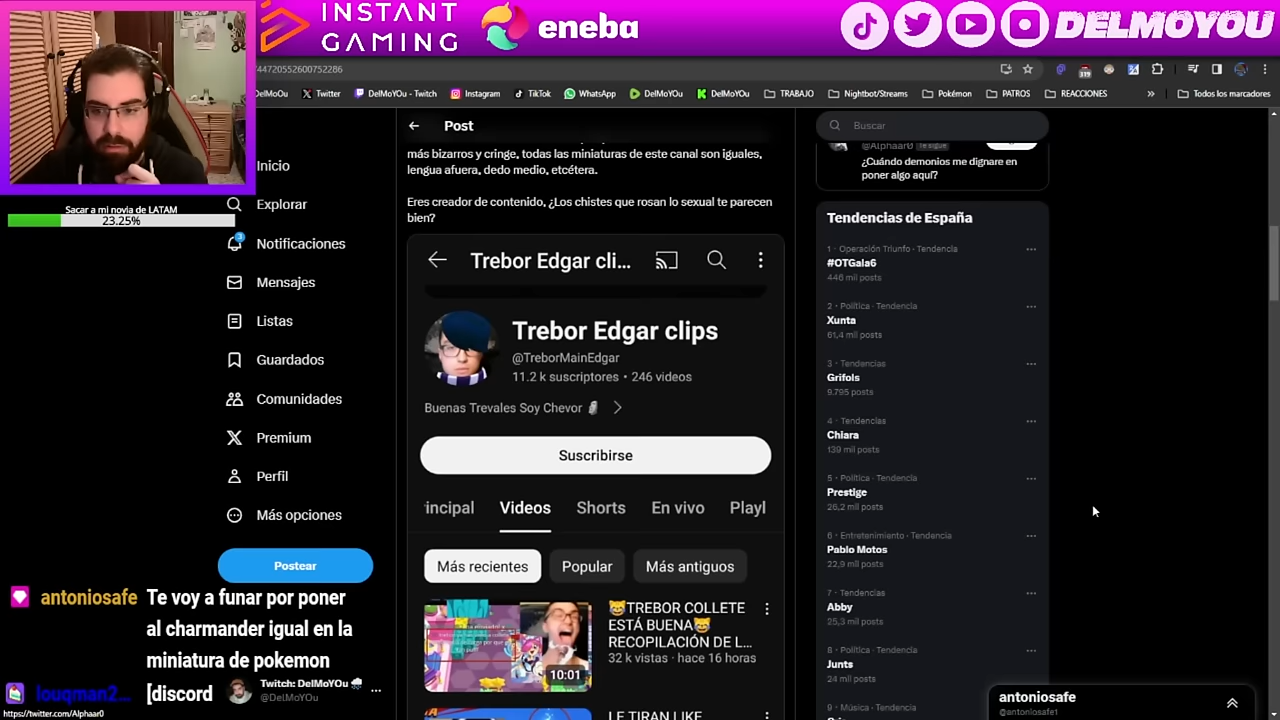 INSTANT
GAMING
eneba
DELMOYOU
44720552600752286
319
DelMoOu
Twitter
DelMoYOu - Twitch
Instagram
TikTok
WhatsApp
DelMoYOu
DelMoYOu
TRABAJO
Nightbot/Streams
Pokémon
PATROS
REACCIONES
Todos los marcadores
Sacar a mi novia de LATAM
23.25%
Inicio
Explorar
3
Notificaciones
Mensajes
Listas
Guardados
Comunidades
Premium
Perfil
Más opciones
Postear
Post
más bizarros y cringe, todas las miniaturas de este canal son iguales,
lengua afuera, dedo medio, etcétera.
Eres creador de contenido, ¿Los chistes que rosan lo sexual te parecen
bien?
Trebor Edgar cli...
Trebor Edgar clips
@TreborMainEdgar
11.2 k suscriptores • 246 videos
Buenas Trevales Soy Chevor 🗿
Suscribirse
incipal
Videos
Shorts
En vivo
Playl
Más recientes
Popular
Más antiguos
10:01
😸TREBOR COLLETE
ESTÁ BUENA😸
RECOPILACIÓN DE L...
32 k vistas · hace 16 horas
LE TIRAN LIKE
Buscar
@Alphaar0 Te sigue
¿Cuándo demonios me dignare en
poner algo aquí?
Tendencias de España
1 · Operación Triunfo · Tendencia
#OTGala6
446 mil posts
2 · Política · Tendencia
Xunta
61,4 mil posts
3 · Tendencias
Grifols
9.795 posts
4 · Tendencias
Chiara
139 mil posts
5 · Política · Tendencia
Prestige
26,2 mil posts
6 · Entretenimiento · Tendencia
Pablo Motos
22,9 mil posts
7 · Tendencias
Abby
25,3 mil posts
8 · Política · Tendencia
Junts
24 mil posts
9 · Música · Tendencia
antoniosafe
@antoniosafe1
antoniosafe Te voy a funar por poner
al charmander igual en la
miniatura de pokemon
louqman2... [discord
Twitch: DelMoYOu
@DelMoYOu
https://twitter.com/Alphaar0